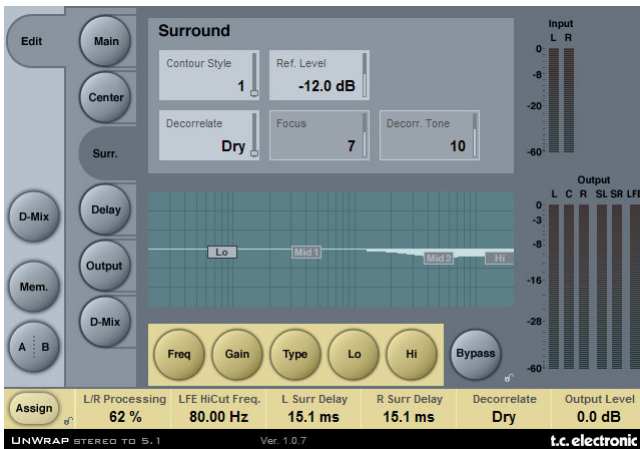 Edit
Main
Center
Surr.
Delay
Output
D-Mix
D-Mix
Mem.
A B
Surround
Contour Style
1
Ref. Level
-12.0 dB
Decorrelate
Dry
Focus
7
Decorr. Tone
10
Lo
Mid 1
Mid 2
Hi
Freq
Gain
Type
Lo
Hi
Bypass
Input
L R
0
-8
-20
-60
Output
L C R SL SR LFE
0
-3
-8
-16
-28
-60
Assign
L/R Processing
62 %
LFE HiCut Freq.
80.00 Hz
L Surr Delay
15.1 ms
R Surr Delay
15.1 ms
Decorrelate
Dry
Output Level
0.0 dB
UNWRAP STEREO TO 5.1
Ver. 1.0.7
t.c. electronic